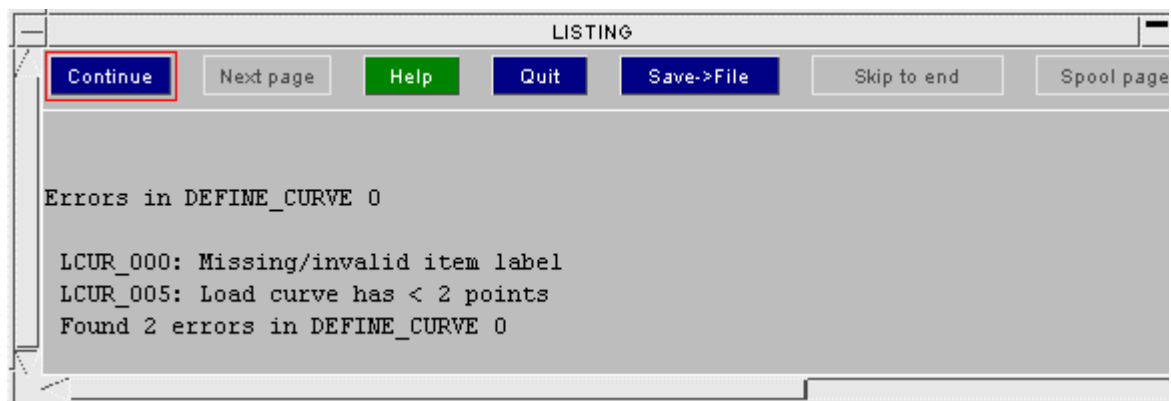 LISTING
Continue Next page Help Quit Save->File Skip to end Spool page
Errors in DEFINE_CURVE 0
LCUR_000: Missing/invalid item label
LCUR_005: Load curve has < 2 points
Found 2 errors in DEFINE_CURVE 0